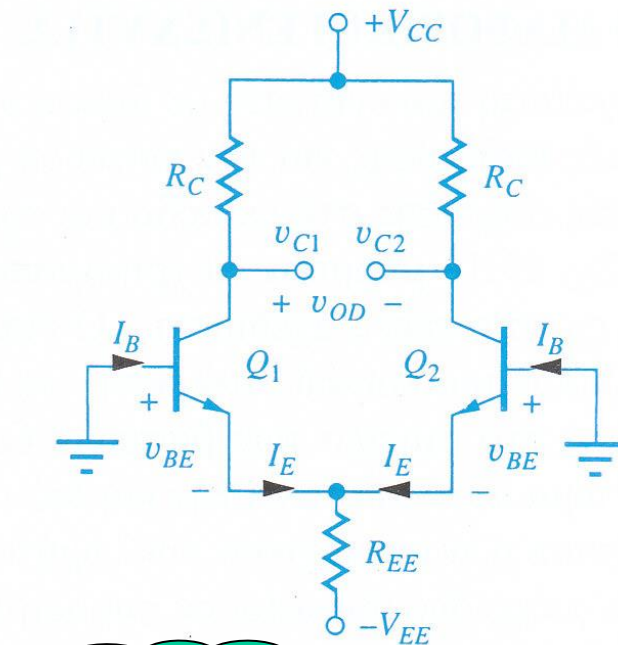 +V_CC
R_C R_C
v_C1 v_C2
+ v_OD −
I_B Q_1 Q_2 I_B
+ +
v_BE I_E I_E v_BE
− −
R_EE
−V_EE